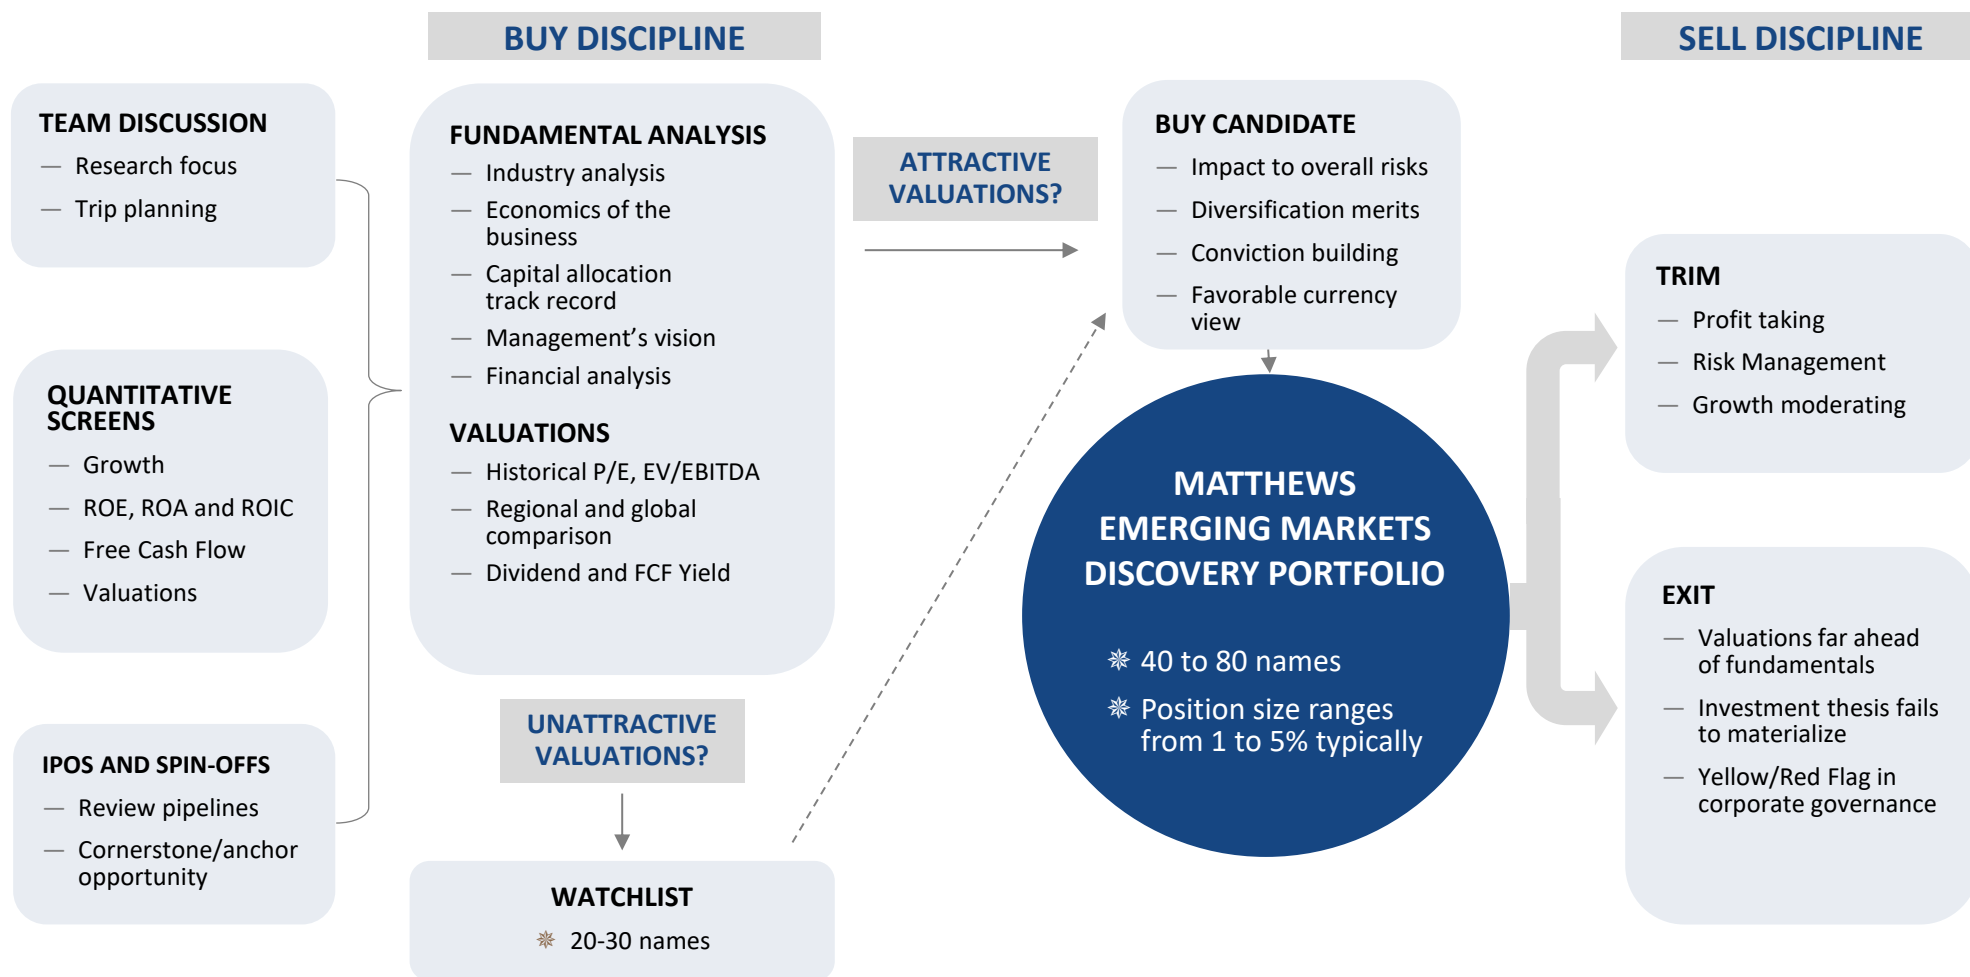 BUY DISCIPLINE
SELL DISCIPLINE
TEAM DISCUSSION
— Research focus
— Trip planning
QUANTITATIVE
SCREENS
— Growth
— ROE, ROA and ROIC
— Free Cash Flow
— Valuations
IPOS AND SPIN-OFFS
— Review pipelines
— Cornerstone/anchor
opportunity
FUNDAMENTAL ANALYSIS
— Industry analysis
— Economics of the
business
— Capital allocation
track record
— Management’s vision
— Financial analysis
VALUATIONS
— Historical P/E, EV/EBITDA
— Regional and global
comparison
— Dividend and FCF Yield
UNATTRACTIVE
VALUATIONS?
WATCHLIST
✵ 20-30 names
ATTRACTIVE
VALUATIONS?
BUY CANDIDATE
— Impact to overall risks
— Diversification merits
— Conviction building
— Favorable currency
view
MATTHEWS
EMERGING MARKETS
DISCOVERY PORTFOLIO
✵ 40 to 80 names
✵ Position size ranges
from 1 to 5% typically
TRIM
— Profit taking
— Risk Management
— Growth moderating
EXIT
— Valuations far ahead
of fundamentals
— Investment thesis fails
to materialize
— Yellow/Red Flag in
corporate governance